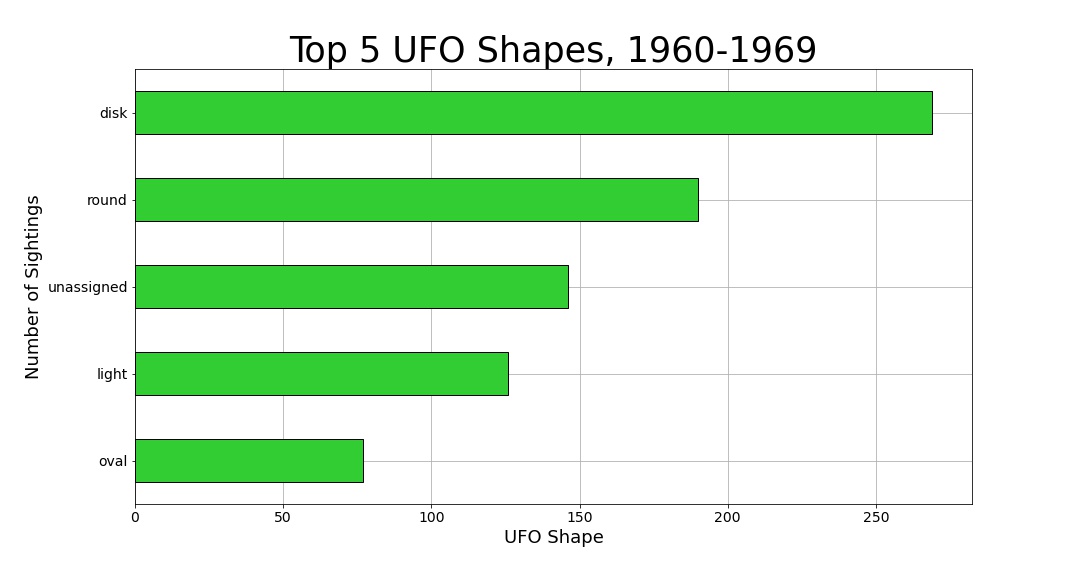 Top 5 UFO Shapes, 1960-1969
Number of Sightings
disk
round
unassigned
light
oval
0 50 100 150 200 250
UFO Shape